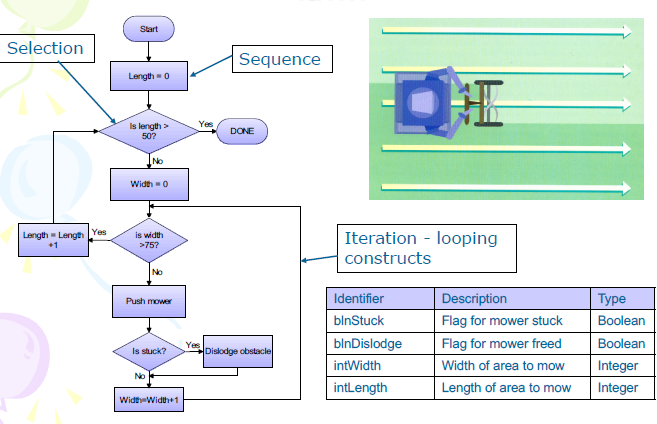 Start
Selection
Sequence
Length = 0
Is length >
50?
Yes
DONE
No
Width = 0
Length = Length
+1
Yes
is width
>75?
No
Iteration - looping
constructs
Push mower
Is stuck?
Yes
Dislodge obstacle
No
Width=Width+1
Identifier Description Type
blnStuck Flag for mower stuck Boolean
blnDislodge Flag for mower freed Boolean
intWidth Width of area to mow Integer
intLength Length of area to mow Integer